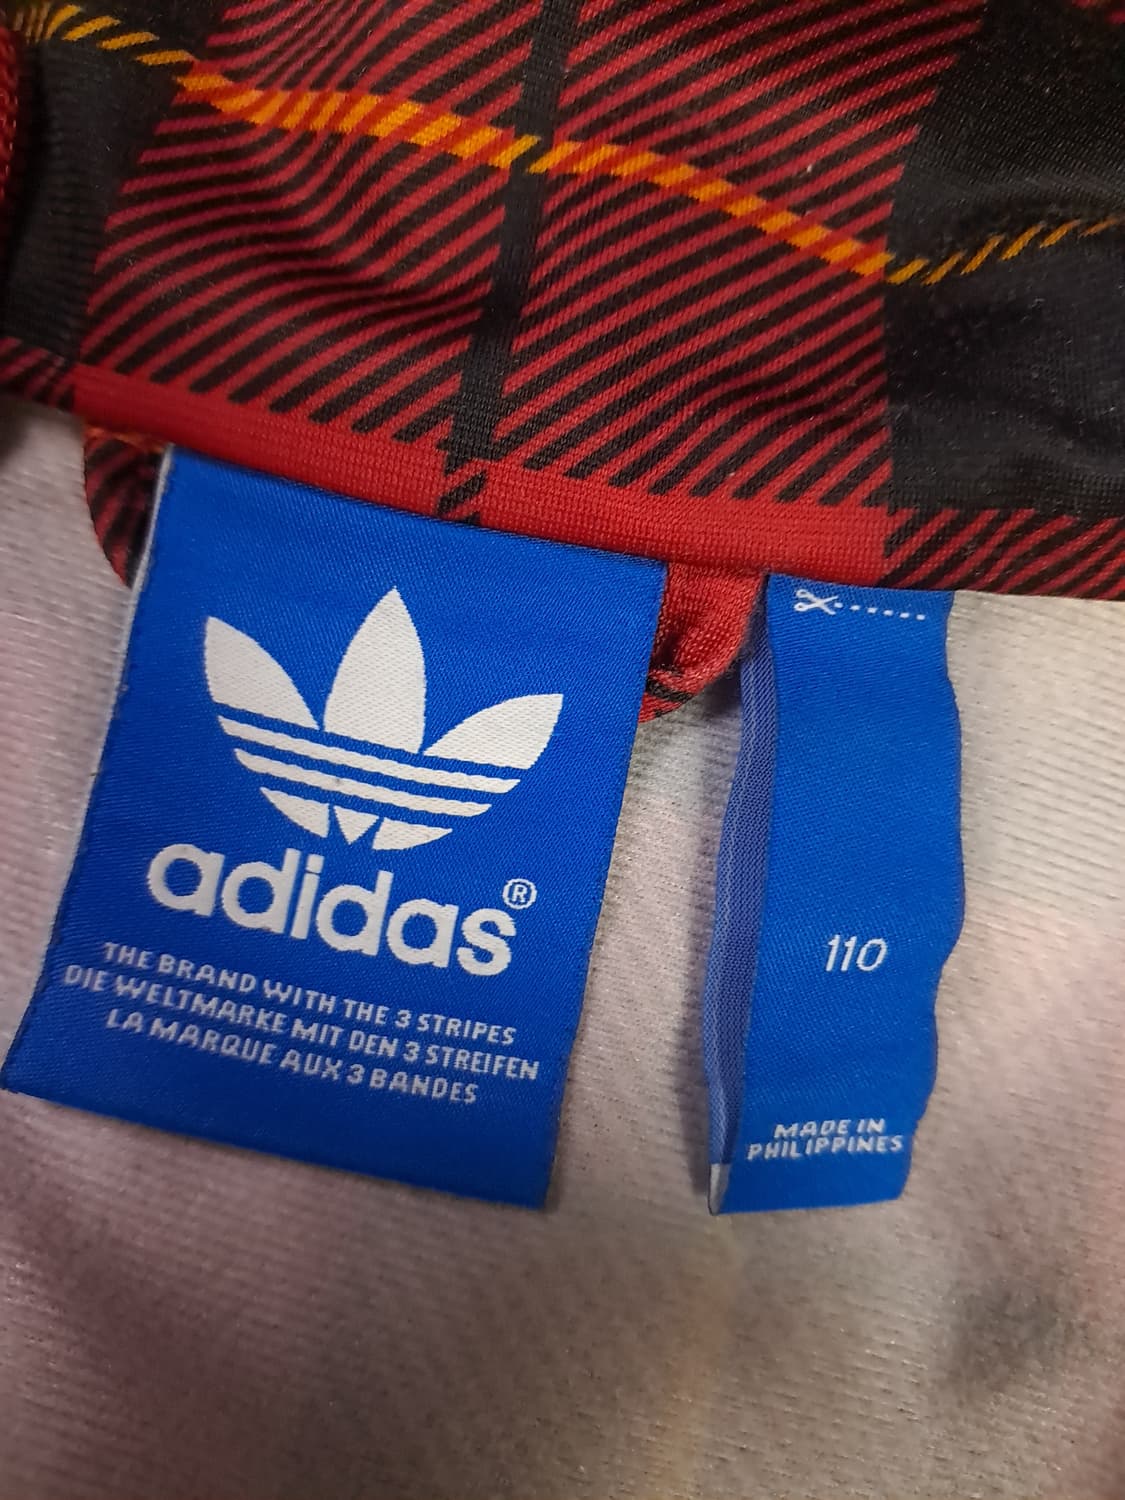 adidas®
THE BRAND WITH THE 3 STRIPES
DIE WELTMARKE MIT DEN 3 STREIFEN
LA MARQUE AUX 3 BANDES
110
MADE IN
PHILIPPINES